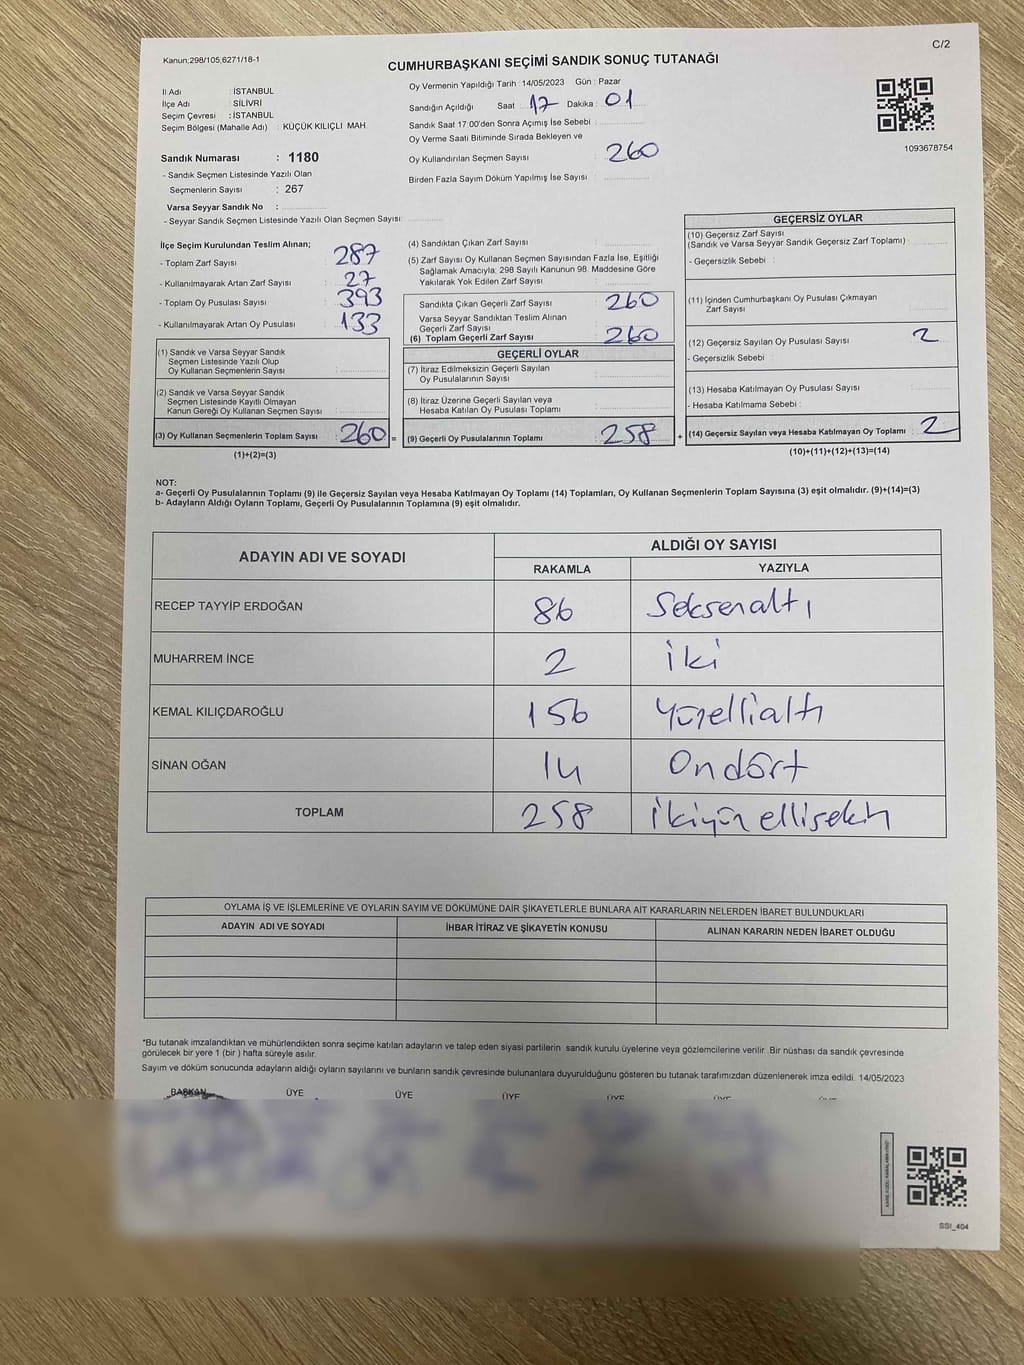 Kanun;298/105,6271/18-1
C/2
CUMHURBAŞKANI SEÇİMİ SANDIK SONUÇ TUTANAĞI
İl Adı : İSTANBUL
İlçe Adı : SİLİVRİ
Seçim Çevresi : İSTANBUL
Seçim Bölgesi (Mahalle Adı) : KÜÇÜK KILIÇLI MAH.
Sandık Numarası : 1180
- Sandık Seçmen Listesinde Yazılı Olan
Seçmenlerin Sayısı : 267
Varsa Seyyar Sandık No :
- Seyyar Sandık Seçmen Listesinde Yazılı Olan Seçmen Sayısı:
Oy Vermenin Yapıldığı Tarih 14/05/2023 Gün : Pazar
Sandığın Açıldığı Saat : 17 Dakika : 01
Sandık Saat 17.00'den Sonra Açımış İse Sebebi :
Oy Verme Saati Bitiminde Sırada Bekleyen ve
Oy Kullandırılan Seçmen Sayısı : 260
Birden Fazla Sayım Döküm Yapılmış İse Sayısı :
1093678754
İlçe Seçim Kurulundan Teslim Alınan;
- Toplam Zarf Sayısı : 287
- Kullanılmayarak Artan Zarf Sayısı : 27
- Toplam Oy Pusulası Sayısı : 393
- Kullanılmayarak Artan Oy Pusulası : 133
(1) Sandık ve Varsa Seyyar Sandık
Seçmen Listesinde Yazılı Olup
Oy Kullanan Seçmenlerin Sayısı :
(2) Sandık ve Varsa Seyyar Sandık
Seçmen Listesinde Kayıtlı Olmayan
Kanun Gereği Oy Kullanan Seçmen Sayısı :
(3) Oy Kullanan Seçmenlerin Toplam Sayısı : 260 =
(1)+(2)=(3)
(4) Sandıktan Çıkan Zarf Sayısı :
(5) Zarf Sayısı Oy Kullanan Seçmen Sayısından Fazla İse, Eşitliği
Sağlamak Amacıyla; 298 Sayılı Kanunun 98. Maddesine Göre
Yakılarak Yok Edilen Zarf Sayısı :
Sandıkta Çıkan Geçerli Zarf Sayısı : 260
Varsa Seyyar Sandıktan Teslim Alınan
Geçerli Zarf Sayısı
(6) Toplam Geçerli Zarf Sayısı : 260
GEÇERLİ OYLAR
(7) İtiraz Edilmeksizin Geçerli Sayılan
Oy Pusulalarının Sayısı :
(8) İtiraz Üzerine Geçerli Sayılan veya
Hesaba Katılan Oy Pusulası Toplamı :
(9) Geçerli Oy Pusulalarının Toplamı : 258 +
GEÇERSİZ OYLAR
(10) Geçersiz Zarf Sayısı
(Sandık ve Varsa Seyyar Sandık Geçersiz Zarf Toplamı) :
- Geçersizlik Sebebi :
(11) İçinden Cumhurbaşkanı Oy Pusulası Çıkmayan
Zarf Sayısı :
(12) Geçersiz Sayılan Oy Pusulası Sayısı : 2
- Geçersizlik Sebebi :
(13) Hesaba Katılmayan Oy Pusulası Sayısı :
- Hesaba Katılmama Sebebi :
(14) Geçersiz Sayılan veya Hesaba Katılmayan Oy Toplamı : 2
(10)+(11)+(12)+(13)=(14)
NOT:
a- Geçerli Oy Pusulalarının Toplamı (9) ile Geçersiz Sayılan veya Hesaba Katılmayan Oy Toplamı (14) Toplamları, Oy Kullanan Seçmenlerin Toplam Sayısına (3) eşit olmalıdır. (9)+(14)=(3)
b- Adayların Aldığı Oyların Toplamı, Geçerli Oy Pusulalarının Toplamına (9) eşit olmalıdır.
ADAYIN ADI VE SOYADI ALDIĞI OY SAYISI
RAKAMLA YAZIYLA
RECEP TAYYİP ERDOĞAN 86 Seksenaltı
MUHARREM İNCE 2 iki
KEMAL KILIÇDAROĞLU 156 Yüzellialtı
SİNAN OĞAN 14 Ondört
TOPLAM 258 İkiyüzellisekiz
OYLAMA İŞ VE İŞLEMLERİNE VE OYLARIN SAYIM VE DÖKÜMÜNE DAİR ŞİKAYETLERLE BUNLARA AİT KARARLARIN NELERDEN İBARET BULUNDUKLARI
ADAYIN ADI VE SOYADI İHBAR İTİRAZ VE ŞİKAYETİN KONUSU ALINAN KARARIN NEDEN İBARET OLDUĞU
*Bu tutanak imzalandıktan ve mühürlendikten sonra seçime katılan adayların ve talep eden siyasi partilerin sandık kurulu üyelerine veya gözlemcilerine verilir. Bir nüshası da sandık çevresinde
görülecek bir yere 1 (bir ) hafta süreyle asılır.
Sayım ve döküm sonucunda adayların aldığı oyların sayılarını ve bunların sandık çevresinde bulunanlara duyurulduğunu gösteren bu tutanak tarafımızdan düzenlenerek imza edildi. 14/05/2023
BAŞKAN ÜYE ÜYE ÜYE ÜYE ÜYE
SSI_404